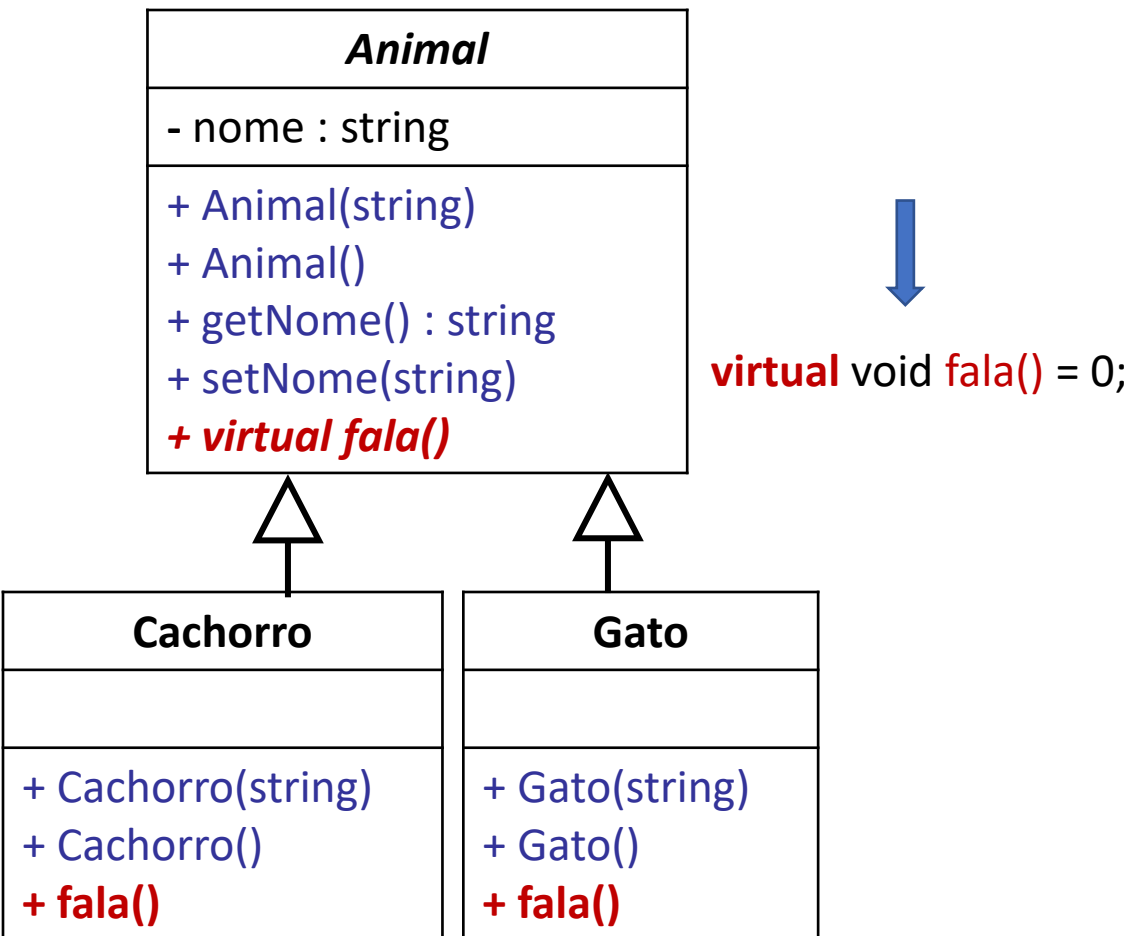 Animal
- nome : string
+ Animal(string)
+ Animal()
+ getNome() : string
+ setNome(string)
+ virtual fala()
virtual void fala() = 0;
Cachorro
+ Cachorro(string)
+ Cachorro()
+ fala()
Gato
+ Gato(string)
+ Gato()
+ fala()